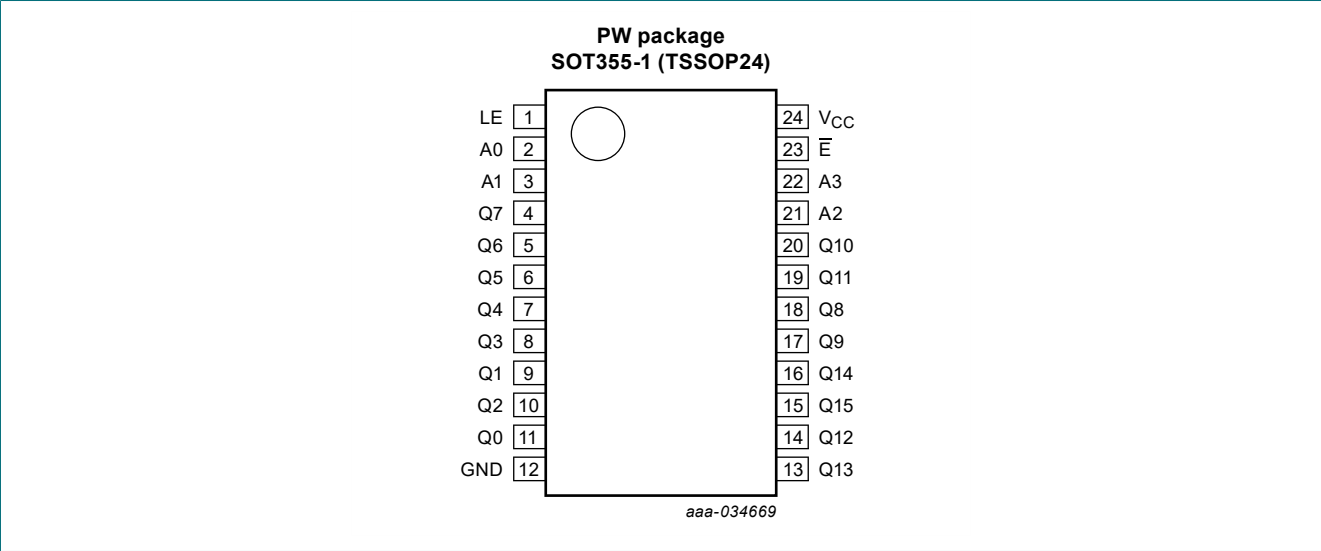 PW package
SOT355-1 (TSSOP24)
LE 1 24 VCC
A0 2 23 E̅
A1 3 22 A3
Q7 4 21 A2
Q6 5 20 Q10
Q5 6 19 Q11
Q4 7 18 Q8
Q3 8 17 Q9
Q1 9 16 Q14
Q2 10 15 Q15
Q0 11 14 Q12
GND 12 13 Q13
aaa-034669